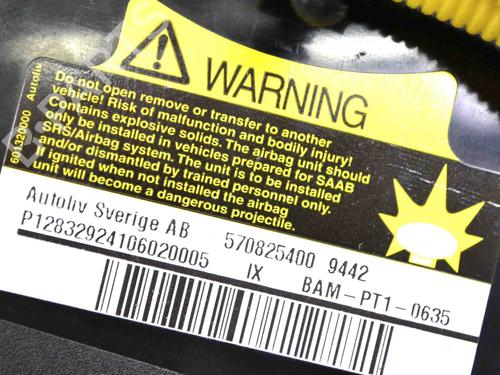 WARNING
Do not open remove or transfer to another
vehicle! Risk of malfunction and bodily injury!
Contains explosive solids. The airbag unit should
only be installed in vehicles prepared for SAAB
SRS/Airbag system. The unit is to be installed
and/or dismantled by trained personnel only.
If ignited when not installed the airbag
unit will become a dangerous projectile.
601320000 Autoliv
Autoliv Sverige AB 570825400 9442
P12832924106020005 IX BAM-PT1-0635